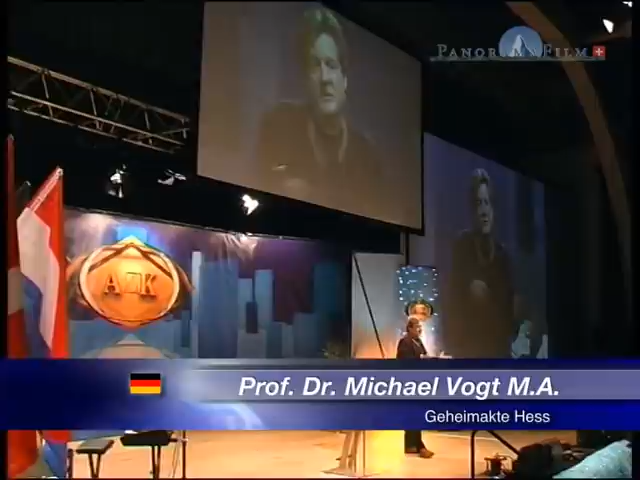 PANORAMA FILM
AZK
Prof. Dr. Michael Vogt M.A.
Geheimakte Hess